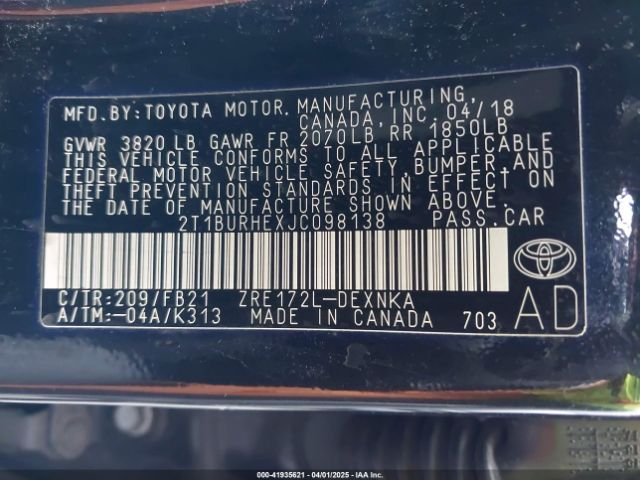 MFD.BY:TOYOTA MOTOR.MANUFACTURING,
CANADA,INC. 04/18
GVWR 3820 LB GAWR FR 2070LB,RR 1850LB
THIS VEHICLE CONFORMS TO ALL APPLICABLE
FEDERAL MOTOR VEHICLE SAFETY,BUMPER,AND
THEFT PREVENTION STANDARDS IN EFFECT ON
THE DATE OF MANUFACTURE SHOWN ABOVE.
2T1BURHEXJC098138 PASS.CAR
C/TR:209/FB21 ZRE172L-DEXNKA
A/TM:-04A/K313 MADE IN CANADA 703
AD
000-41935621 - 04/01/2025 - IAA Inc.